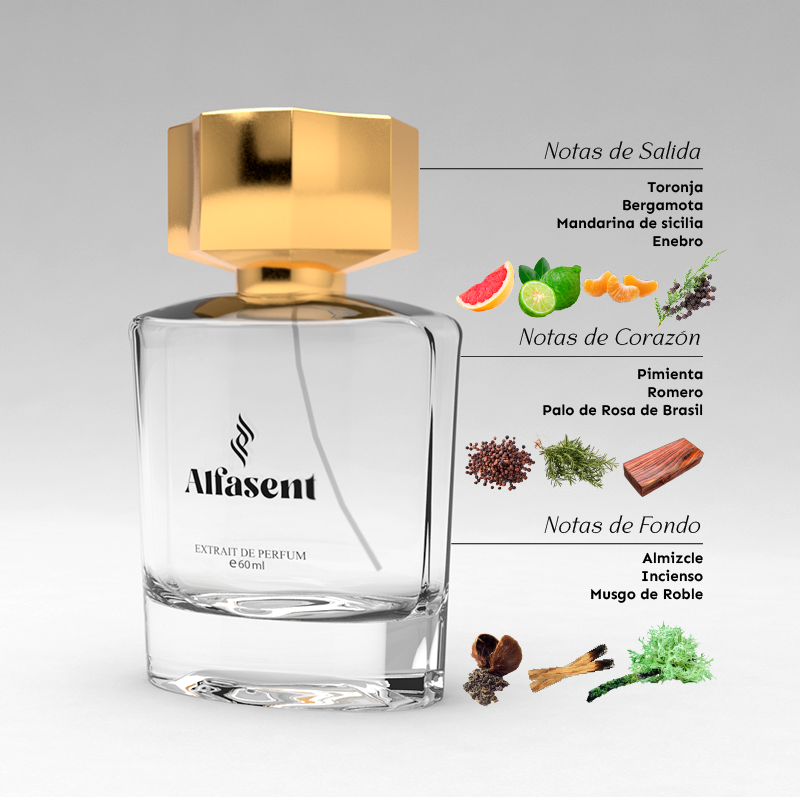 Notas de Salida
Toronja
Bergamota
Mandarina de sicilia
Enebro
Notas de Corazón
Pimienta
Romero
Palo de Rosa de Brasil
Notas de Fondo
Almizcle
Incienso
Musgo de Roble
Alfasent
EXTRAIT DE PERFUM
e 60 ml